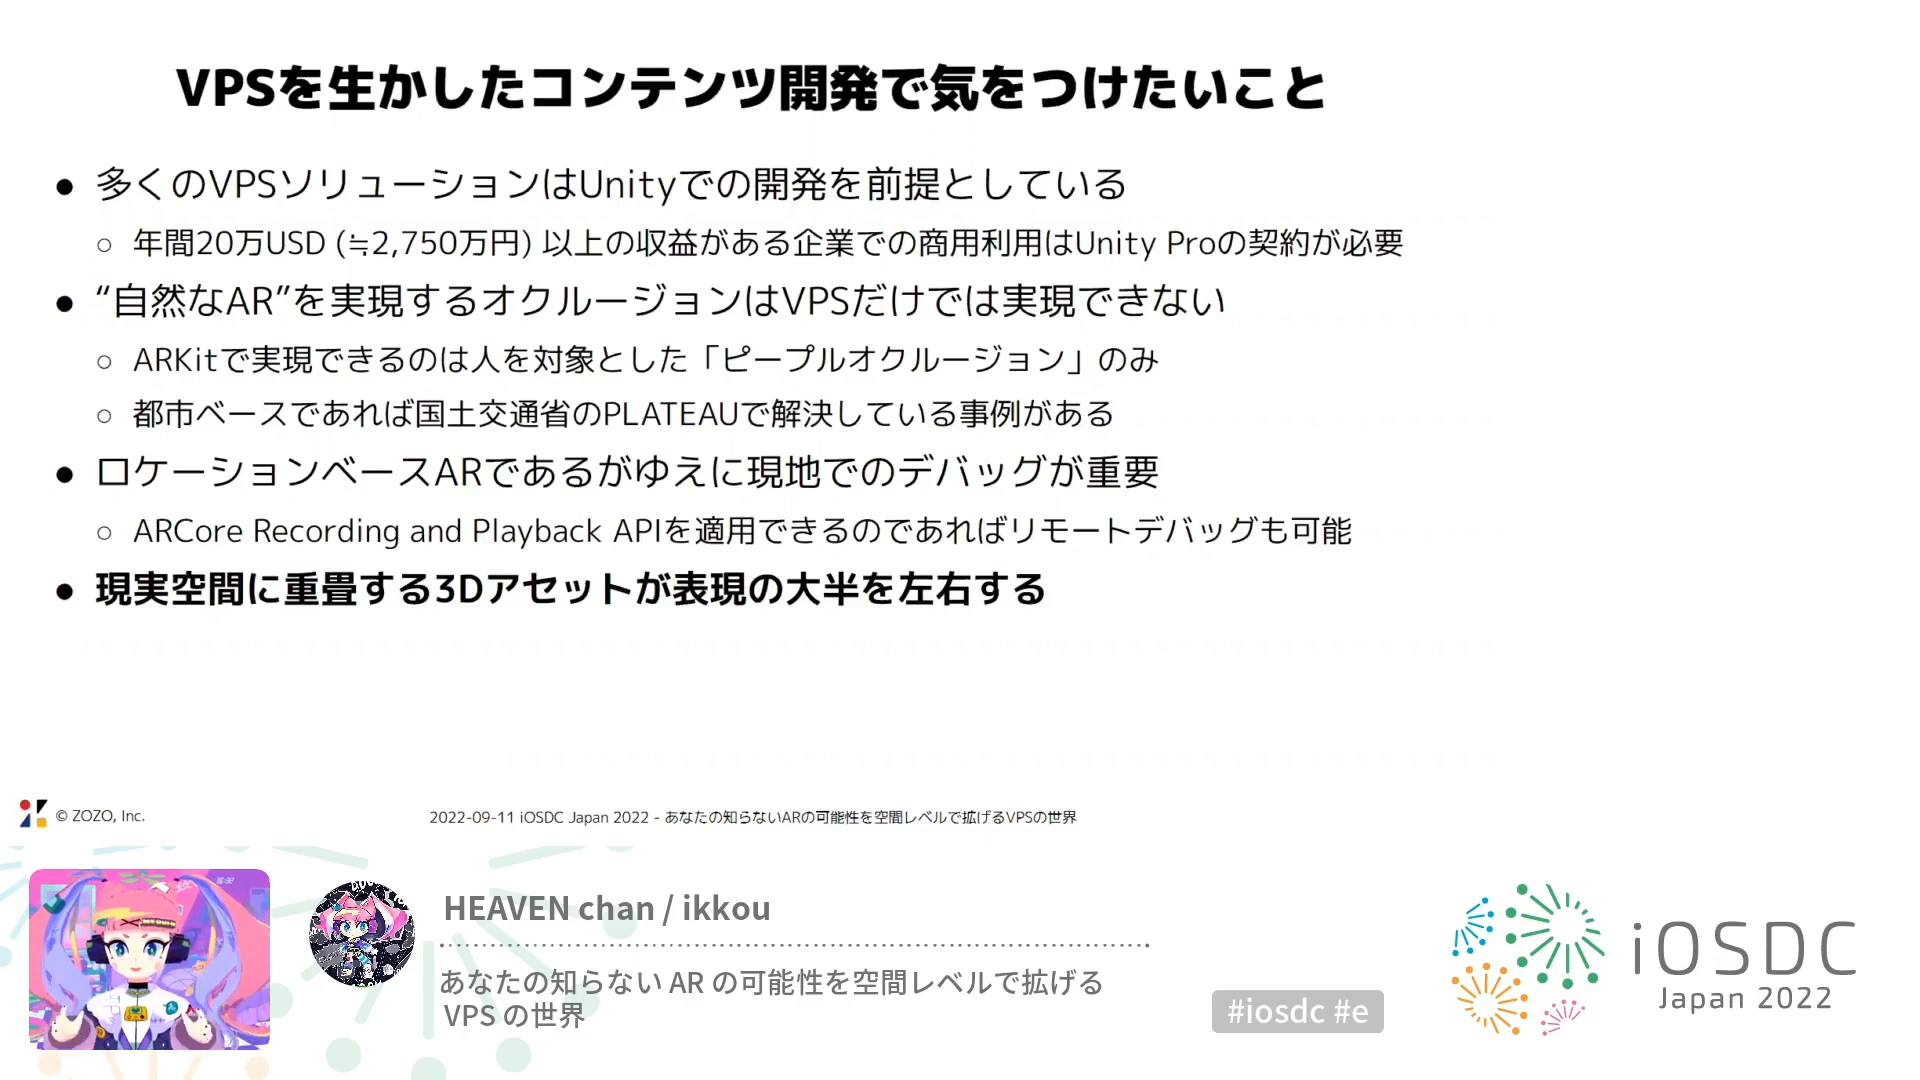 VPSを生かしたコンテンツ開発で気をつけたいこと
● 多くのVPSソリューションはUnityでの開発を前提としている
○ 年間20万USD (≒2,750万円) 以上の収益がある企業での商用利用はUnity Proの契約が必要
● “自然なAR”を実現するオクルージョンはVPSだけでは実現できない
○ ARKitで実現できるのは人を対象とした「ピープルオクルージョン」のみ
○ 都市ベースであれば国土交通省のPLATEAUで解決している事例がある
● ロケーションベースARであるがゆえに現地でのデバッグが重要
○ ARCore Recording and Playback APIを適用できるのであればリモートデバッグも可能
● 現実空間に重畳する3Dアセットが表現の大半を左右する
© ZOZO, Inc.
2022-09-11 iOSDC Japan 2022 - あなたの知らないARの可能性を空間レベルで拡げるVPSの世界
HEAVEN chan / ikkou
あなたの知らない AR の可能性を空間レベルで拡げる
VPS の世界
#iosdc #e
iOSDC
Japan 2022